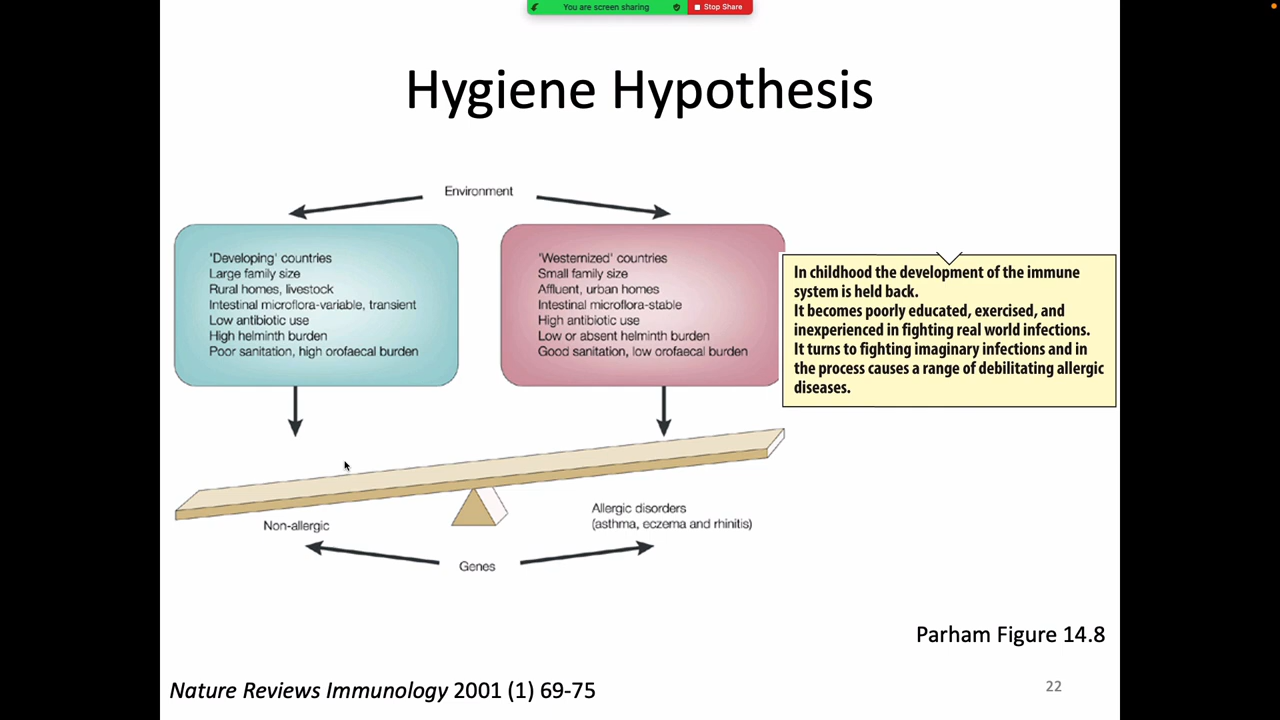 You are screen sharing
Stop Share
Hygiene Hypothesis
Environment
'Developing' countries
Large family size
Rural homes, livestock
Intestinal microflora-variable, transient
Low antibiotic use
High helminth burden
Poor sanitation, high orofaecal burden
'Westernized' countries
Small family size
Affluent, urban homes
Intestinal microflora-stable
High antibiotic use
Low or absent helminth burden
Good sanitation, low orofaecal burden
In childhood the development of the immune
system is held back.
It becomes poorly educated, exercised, and
inexperienced in fighting real world infections.
It turns to fighting imaginary infections and in
the process causes a range of debilitating allergic
diseases.
Non-allergic
Allergic disorders
(asthma, eczema and rhinitis)
Genes
Parham Figure 14.8
Nature Reviews Immunology 2001 (1) 69-75
22